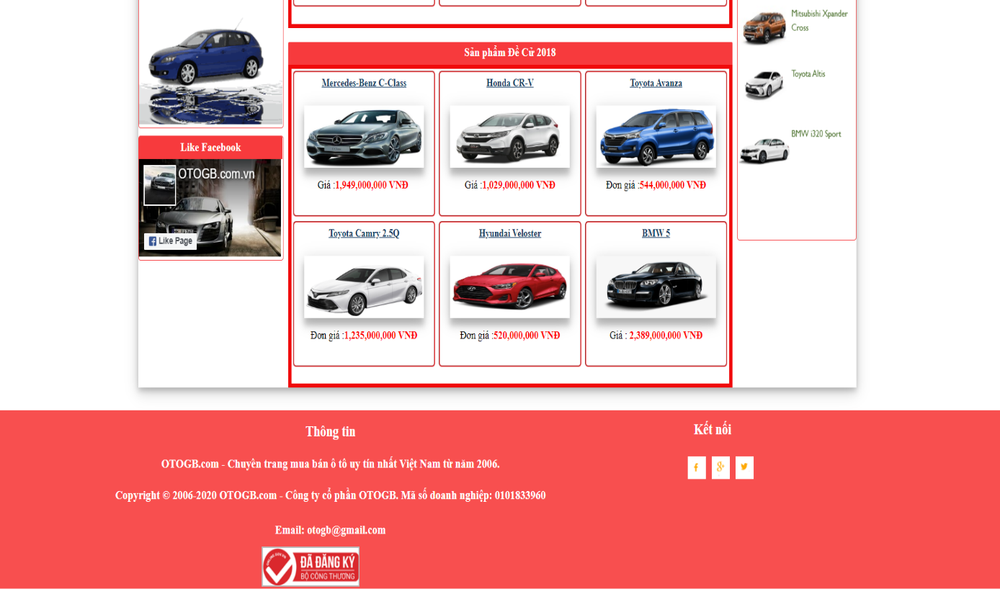 Mitsubishi Xpander
Cross
Toyota Altis
BMW i320 Sport
Sản phẩm Đề Cử 2018
Mercedes-Benz C-Class
Honda CR-V
Toyota Avanza
Giá :1,949,000,000 VNĐ
Giá :1,029,000,000 VNĐ
Đơn giá :544,000,000 VNĐ
Toyota Camry 2.5Q
Hyundai Veloster
BMW 5
Đơn giá :1,235,000,000 VNĐ
Đơn giá :520,000,000 VNĐ
Giá : 2,389,000,000 VNĐ
Like Facebook
OTOGB.com.vn
Like Page
Thông tin
OTOGB.com - Chuyên trang mua bán ô tô uy tín nhất Việt Nam từ năm 2006.
Copyright © 2006-2020 OTOGB.com - Công ty cổ phần OTOGB. Mã số doanh nghiệp: 0101833960
Email: otogb@gmail.com
ONLINE.GOV.VN
ĐÃ ĐĂNG KÝ
BỘ CÔNG THƯƠNG
Kết nối